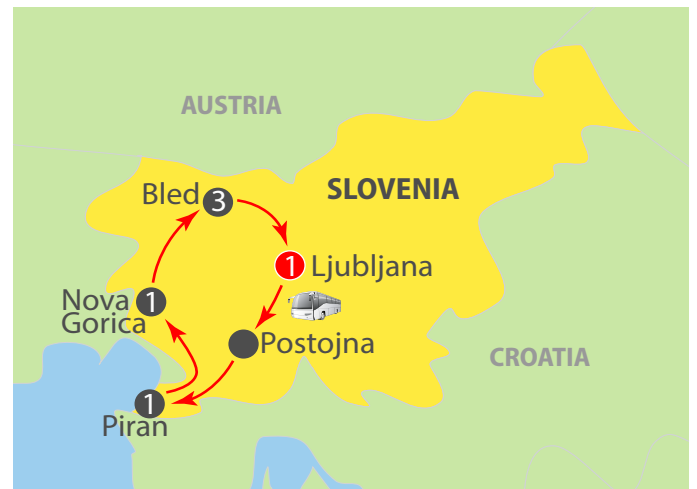 AUSTRIA
Bled
3
SLOVENIA
1
Ljubljana
Nova
Gorica
1
Postojna
CROATIA
1
Piran